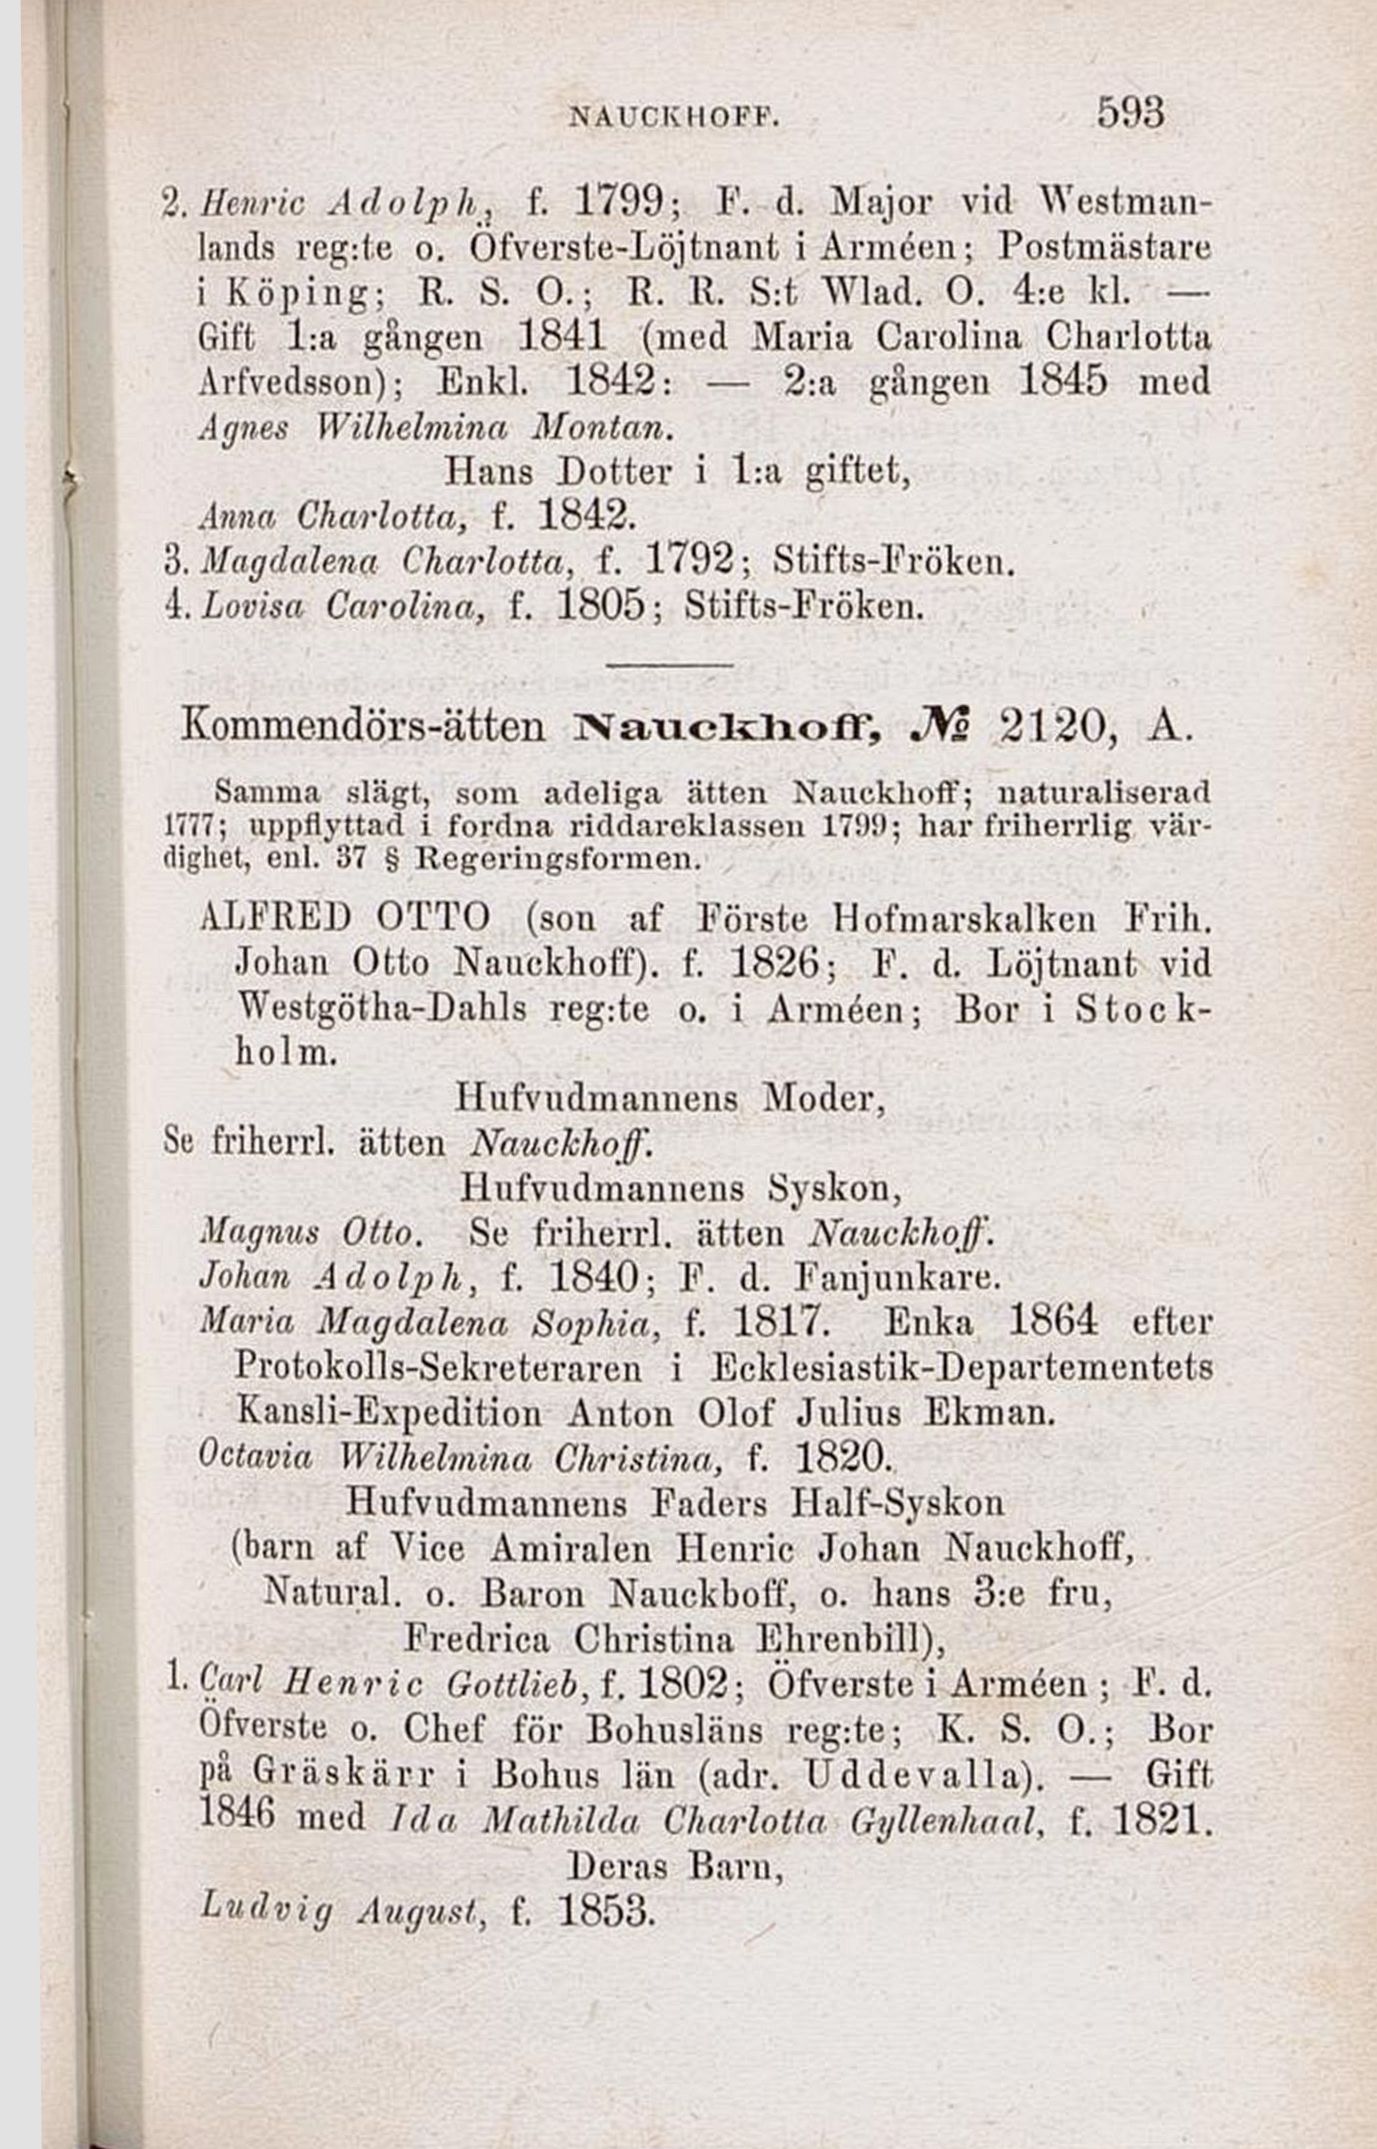 NAUCKHOFF. 593
2. Henric Adolph, f. 1799; F. d. Major vid Westman-
lands reg:te o. Öfverste-Löjtnant i Arméen; Postmästare
i Köping; R. S. O.; R. R. S:t Wlad. O. 4:e kl. —
Gift 1:a gången 1841 (med Maria Carolina Charlotta
Arfvedsson); Enkl. 1842: — 2:a gången 1845 med
Agnes Wilhelmina Montan.
Hans Dotter i 1:a giftet,
Anna Charlotta, f. 1842.
3. Magdalena Charlotta, f. 1792; Stifts-Fröken.
4. Lovisa Carolina, f. 1805; Stifts-Fröken.
Kommendörs-ätten Nauckhoff, № 2120, A.
Samma slägt, som adeliga ätten Nauckhoff; naturaliserad
1777; uppflyttad i fordna riddareklassen 1799; har friherrlig vär-
dighet, enl. 37 § Regeringsformen.
ALFRED OTTO (son af Förste Hofmarskalken Frih.
Johan Otto Nauckhoff). f. 1826; F. d. Löjtnant vid
Westgötha-Dahls reg:te o. i Arméen; Bor i Stock-
holm.
Hufvudmannens Moder,
Se friherrl. ätten Nauckhoff.
Hufvudmannens Syskon,
Magnus Otto. Se friherrl. ätten Nauckhoff.
Johan Adolph, f. 1840; F. d. Fanjunkare.
Maria Magdalena Sophia, f. 1817. Enka 1864 efter
Protokolls-Sekreteraren i Ecklesiastik-Departementets
Kansli-Expedition Anton Olof Julius Ekman.
Octavia Wilhelmina Christina, f. 1820.
Hufvudmannens Faders Half-Syskon
(barn af Vice Amiralen Henric Johan Nauckhoff,
Natural. o. Baron Nauckboff, o. hans 3:e fru,
Fredrica Christina Ehrenbill),
1. Carl Henric Gottlieb, f. 1802; Öfverste i Arméen; F. d.
Öfverste o. Chef för Bohusläns reg:te; K. S. O.; Bor
på Gräskärr i Bohus län (adr. Uddevalla). — Gift
1846 med Ida Mathilda Charlotta Gyllenhaal, f. 1821.
Deras Barn,
Ludvig August, f. 1853.